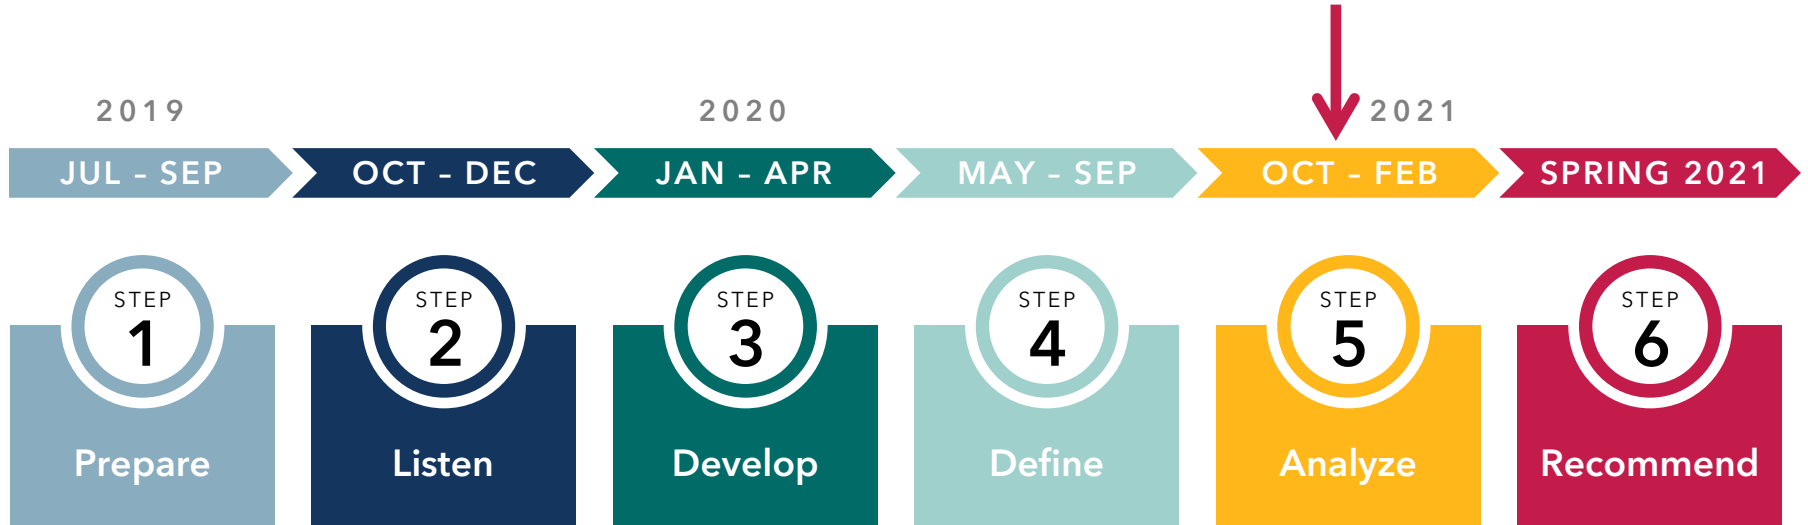 2019 2020 2021
JUL – SEP OCT – DEC JAN – APR MAY – SEP OCT – FEB SPRING 2021
STEP STEP STEP STEP STEP STEP
1 2 3 4 5 6
Prepare Listen Develop Define Analyze Recommend